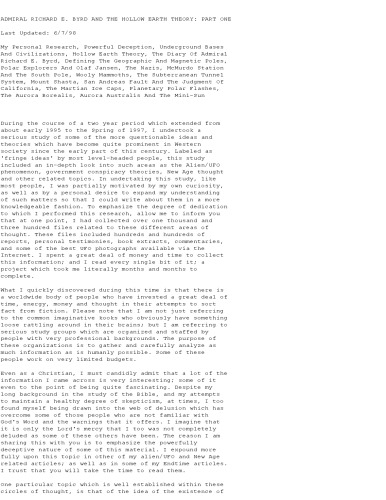 ADMIRAL RICHARD E. BYRD AND THE HOLLOW EARTH THEORY: PART ONE
Last Updated: 6/7/98
My Personal Research, Powerful Deception, Underground Bases
And Civilizations, Hollow Earth Theory, The Diary Of Admiral
Richard E. Byrd, Defining The Geographic And Magnetic Poles,
Polar Explorers And Olaf Jansen, The Nazis, McMurdo Station
And The South Pole, Wooly Mammoths, The Subterranean Tunnel
System, Mount Shasta, San Andreas Fault And The Judgment Of
California, The Martian Ice Caps, Planetary Polar Flashes,
The Aurora Borealis, Aurora Australis And The Mini-Sun
During the course of a two year period which extended from
about early 1995 to the Spring of 1997, I undertook a
serious study of some of the more questionable ideas and
theories which have become quite prominent in Western
society since the early part of this century. Labeled as
'fringe ideas' by most level-headed people, this study
included an in-depth look into such areas as the Alien/UFO
phenomenon, government conspiracy theories, New Age thought
and other related topics. In undertaking this study, like
most people, I was partially motivated by my own curiosity,
as well as by a personal desire to expand my understanding
of such matters so that I could write about them in a more
knowledgeable fashion. To emphasize the degree of dedication
to which I performed this research, allow me to inform you
that at one point, I had collected over one thousand and
three hundred files related to these different areas of
thought. These files included hundreds and hundreds of
reports, personal testimonies, book extracts, commentaries,
and some of the best UFO photographs available via the
Internet. I spent a great deal of money and time to collect
this information; and I read every single bit of it; a
project which took me literally months and months to
complete.
What I quickly discovered during this time is that there is
a worldwide body of people who have invested a great deal of
time, energy, money and thought in their attempts to sort
fact from fiction. Please note that I am not just referring
to the common imaginative kooks who obviously have something
loose rattling around in their brains; but I am referring to
serious study groups which are organized and staffed by
people with very professional backgrounds. The purpose of
these organizations is to gather and carefully analyze as
much information as is humanly possible. Some of these
people work on very limited budgets.
Even as a Christian, I must candidly admit that a lot of the
information I came across is very interesting; some of it
even to the point of being quite fascinating. Despite my
long background in the study of the Bible, and my attempts
to maintain a healthy degree of skepticism, at times, I too
found myself being drawn into the web of delusion which has
overcome some of those people who are not familiar with
God's Word and the warnings that it offers. I imagine that
it is only the Lord's mercy that I too was not completely
deluded as some of these others have been. The reason I am
sharing this with you is to emphasize the powerfully
deceptive nature of some of this material. I expound more
fully upon this topic in other of my alien/UFO and New Age
related articles; as well as in some of my Endtime articles.
I trust that you will take the time to read them.
One particular topic which is well established within these
circles of thought, is that of the idea of the existence of